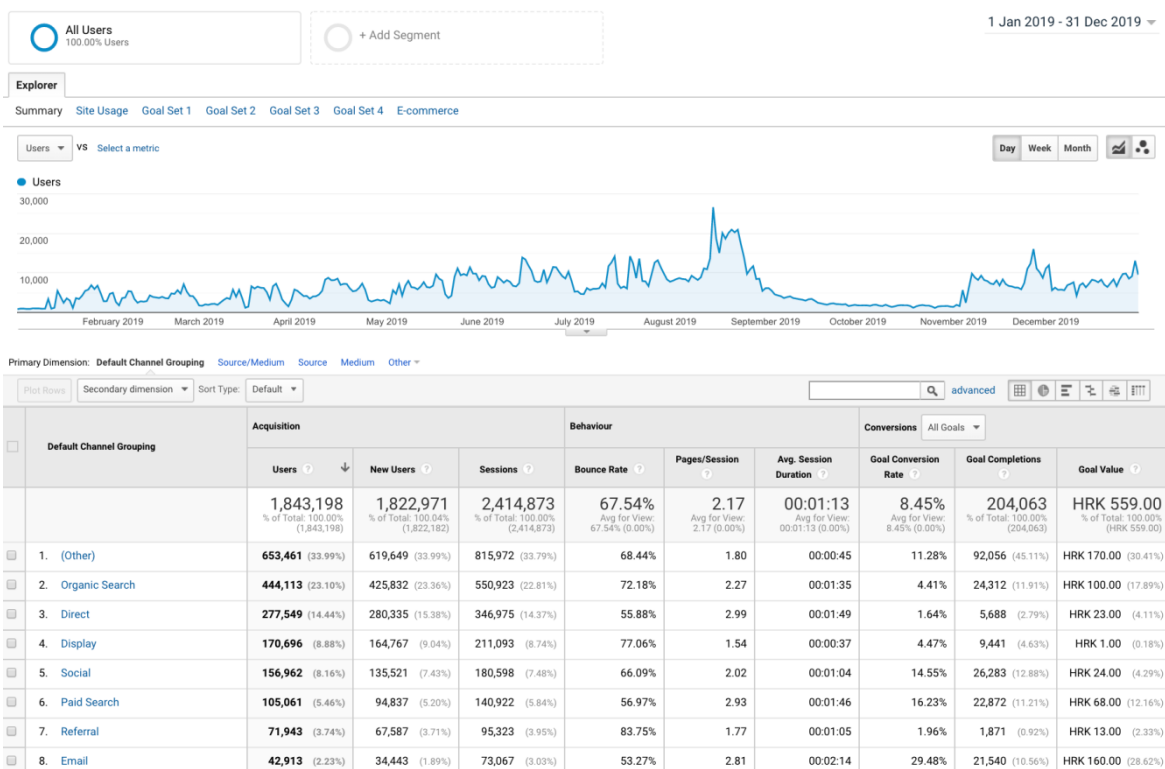 All Users
100.00% Users
+ Add Segment
1 Jan 2019 - 31 Dec 2019
Explorer
Summary Site Usage Goal Set 1 Goal Set 2 Goal Set 3 Goal Set 4 E-commerce
Users VS Select a metric
Day Week Month
Users
30,000
20,000
10,000
February 2019 March 2019 April 2019 May 2019 June 2019 July 2019 August 2019 September 2019 October 2019 November 2019 December 2019
Primary Dimension: Default Channel Grouping Source/Medium Source Medium Other
Plot Rows Secondary dimension Sort Type: Default advanced
Default Channel Grouping
Acquisition Behaviour Conversions All Goals
Users ? New Users ? Sessions ? Bounce Rate ? Pages/Session ? Avg. Session Duration ? Goal Conversion Rate ? Goal Completions ? Goal Value ?
1,843,198 1,822,971 2,414,873 67.54% 2.17 00:01:13 8.45% 204,063 HRK 559.00
% of Total: 100.00% % of Total: 100.04% % of Total: 100.00% Avg for View: Avg for View: Avg for View: Avg for View: % of Total: 100.00% % of Total: 100.00%
(1,843,198) (1,822,182) (2,414,873) 67.54% (0.00%) 2.17 (0.00%) 00:01:13 (0.00%) 8.45% (0.00%) (204,063) (HRK 559.00)
1. (Other) 653,461 (33.99%) 619,649 (33.99%) 815,972 (33.79%) 68.44% 1.80 00:00:45 11.28% 92,056 (45.11%) HRK 170.00 (30.41%)
2. Organic Search 444,113 (23.10%) 425,832 (23.36%) 550,923 (22.81%) 72.18% 2.27 00:01:35 4.41% 24,312 (11.91%) HRK 100.00 (17.89%)
3. Direct 277,549 (14.44%) 280,335 (15.38%) 346,975 (14.37%) 55.88% 2.99 00:01:49 1.64% 5,688 (2.79%) HRK 23.00 (4.11%)
4. Display 170,696 (8.88%) 164,767 (9.04%) 211,093 (8.74%) 77.06% 1.54 00:00:37 4.47% 9,441 (4.63%) HRK 1.00 (0.18%)
5. Social 156,962 (8.16%) 135,521 (7.43%) 180,598 (7.48%) 66.09% 2.02 00:01:04 14.55% 26,283 (12.88%) HRK 24.00 (4.29%)
6. Paid Search 105,061 (5.46%) 94,837 (5.20%) 140,922 (5.84%) 56.97% 2.93 00:01:46 16.23% 22,872 (11.21%) HRK 68.00 (12.16%)
7. Referral 71,943 (3.74%) 67,587 (3.71%) 95,323 (3.95%) 83.75% 1.77 00:01:05 1.96% 1,871 (0.92%) HRK 13.00 (2.33%)
8. Email 42,913 (2.23%) 34,443 (1.89%) 73,067 (3.03%) 53.27% 2.81 00:02:14 29.48% 21,540 (10.56%) HRK 160.00 (28.62%)